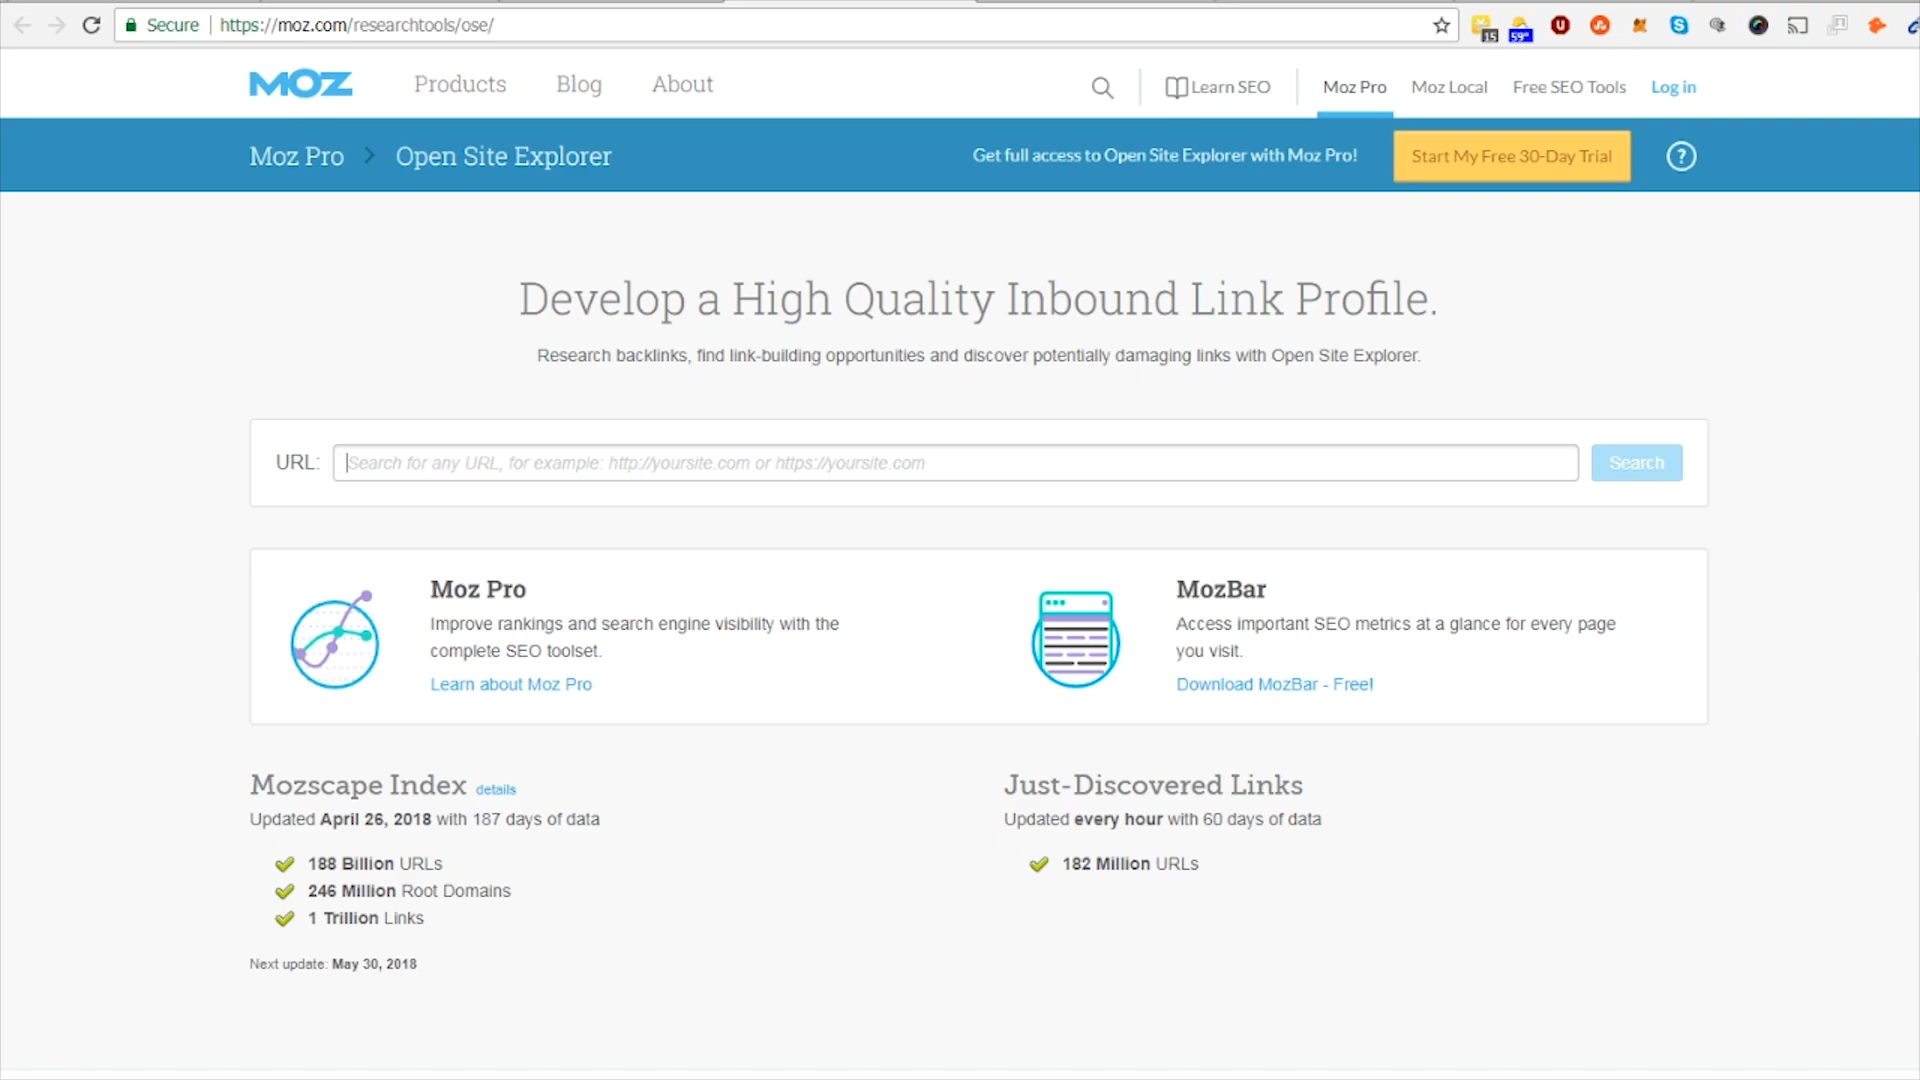 Secure https://moz.com/researchtools/ose/
15 59°
MOZ Products Blog About Learn SEO Moz Pro Moz Local Free SEO Tools Log in
Moz Pro > Open Site Explorer Get full access to Open Site Explorer with Moz Pro! Start My Free 30-Day Trial ?
Develop a High Quality Inbound Link Profile.
Research backlinks, find link-building opportunities and discover potentially damaging links with Open Site Explorer.
URL: Search for any URL, for example: http://yoursite.com or https://yoursite.com Search
Moz Pro
Improve rankings and search engine visibility with the
complete SEO toolset.
Learn about Moz Pro
MozBar
Access important SEO metrics at a glance for every page
you visit.
Download MozBar - Free!
Mozscape Index details
Updated April 26, 2018 with 187 days of data
188 Billion URLs
246 Million Root Domains
1 Trillion Links
Next update: May 30, 2018
Just-Discovered Links
Updated every hour with 60 days of data
182 Million URLs